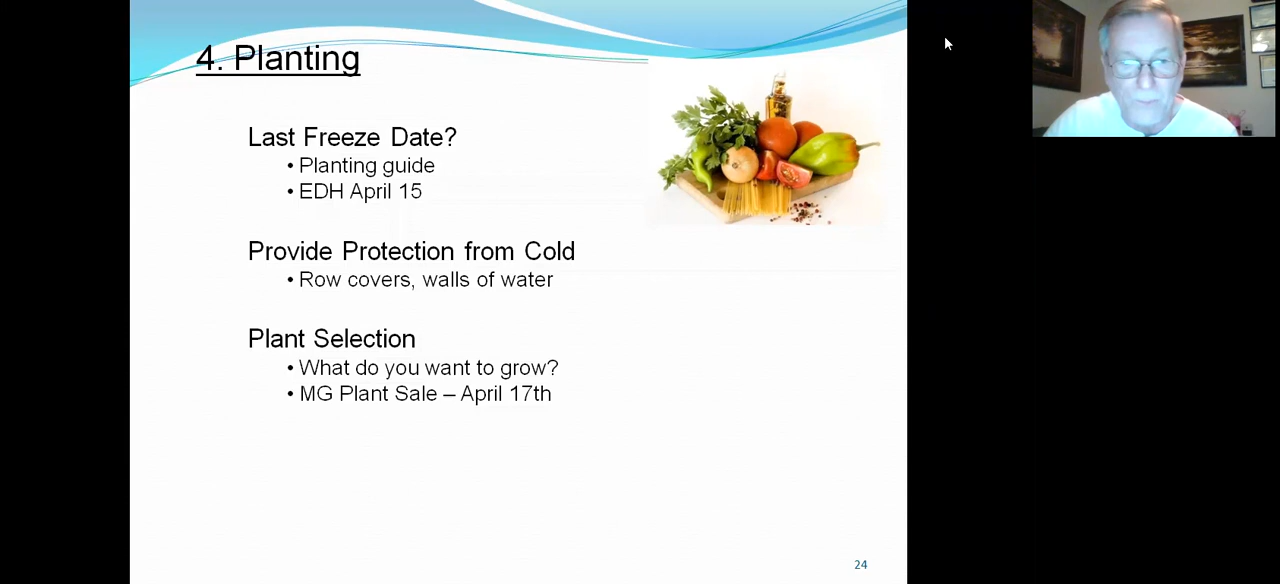 4. Planting
Last Freeze Date?
• Planting guide
• EDH April 15
Provide Protection from Cold
• Row covers, walls of water
Plant Selection
• What do you want to grow?
• MG Plant Sale – April 17th
24